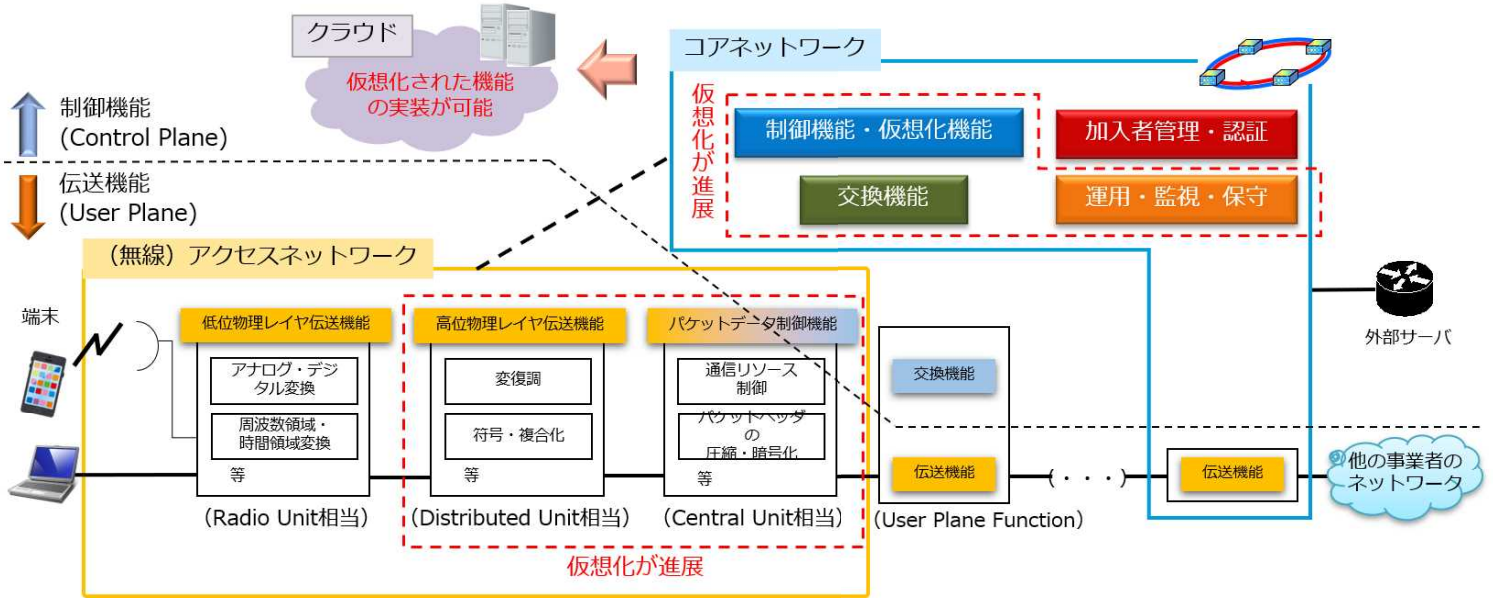 クラウド
仮想化された機能
の実装が可能
コアネットワーク
仮想化が進展
制御機能・仮想化機能
加入者管理・認証
交換機能
運用・監視・保守
制御機能
(Control Plane)
伝送機能
(User Plane)
（無線）アクセスネットワーク
端末
低位物理レイヤ伝送機能
アナログ・デジ
タル変換
周波数領域・
時間領域変換
等
(Radio Unit相当)
高位物理レイヤ伝送機能
変復調
符号・複合化
等
(Distributed Unit相当)
パケットデータ制御機能
通信リソース
制御
パケットヘッダ
の
圧縮・暗号化
等
(Central Unit相当)
仮想化が進展
交換機能
伝送機能
(User Plane Function)
(・・・)
伝送機能
外部サーバ
他の事業者の
ネットワーク